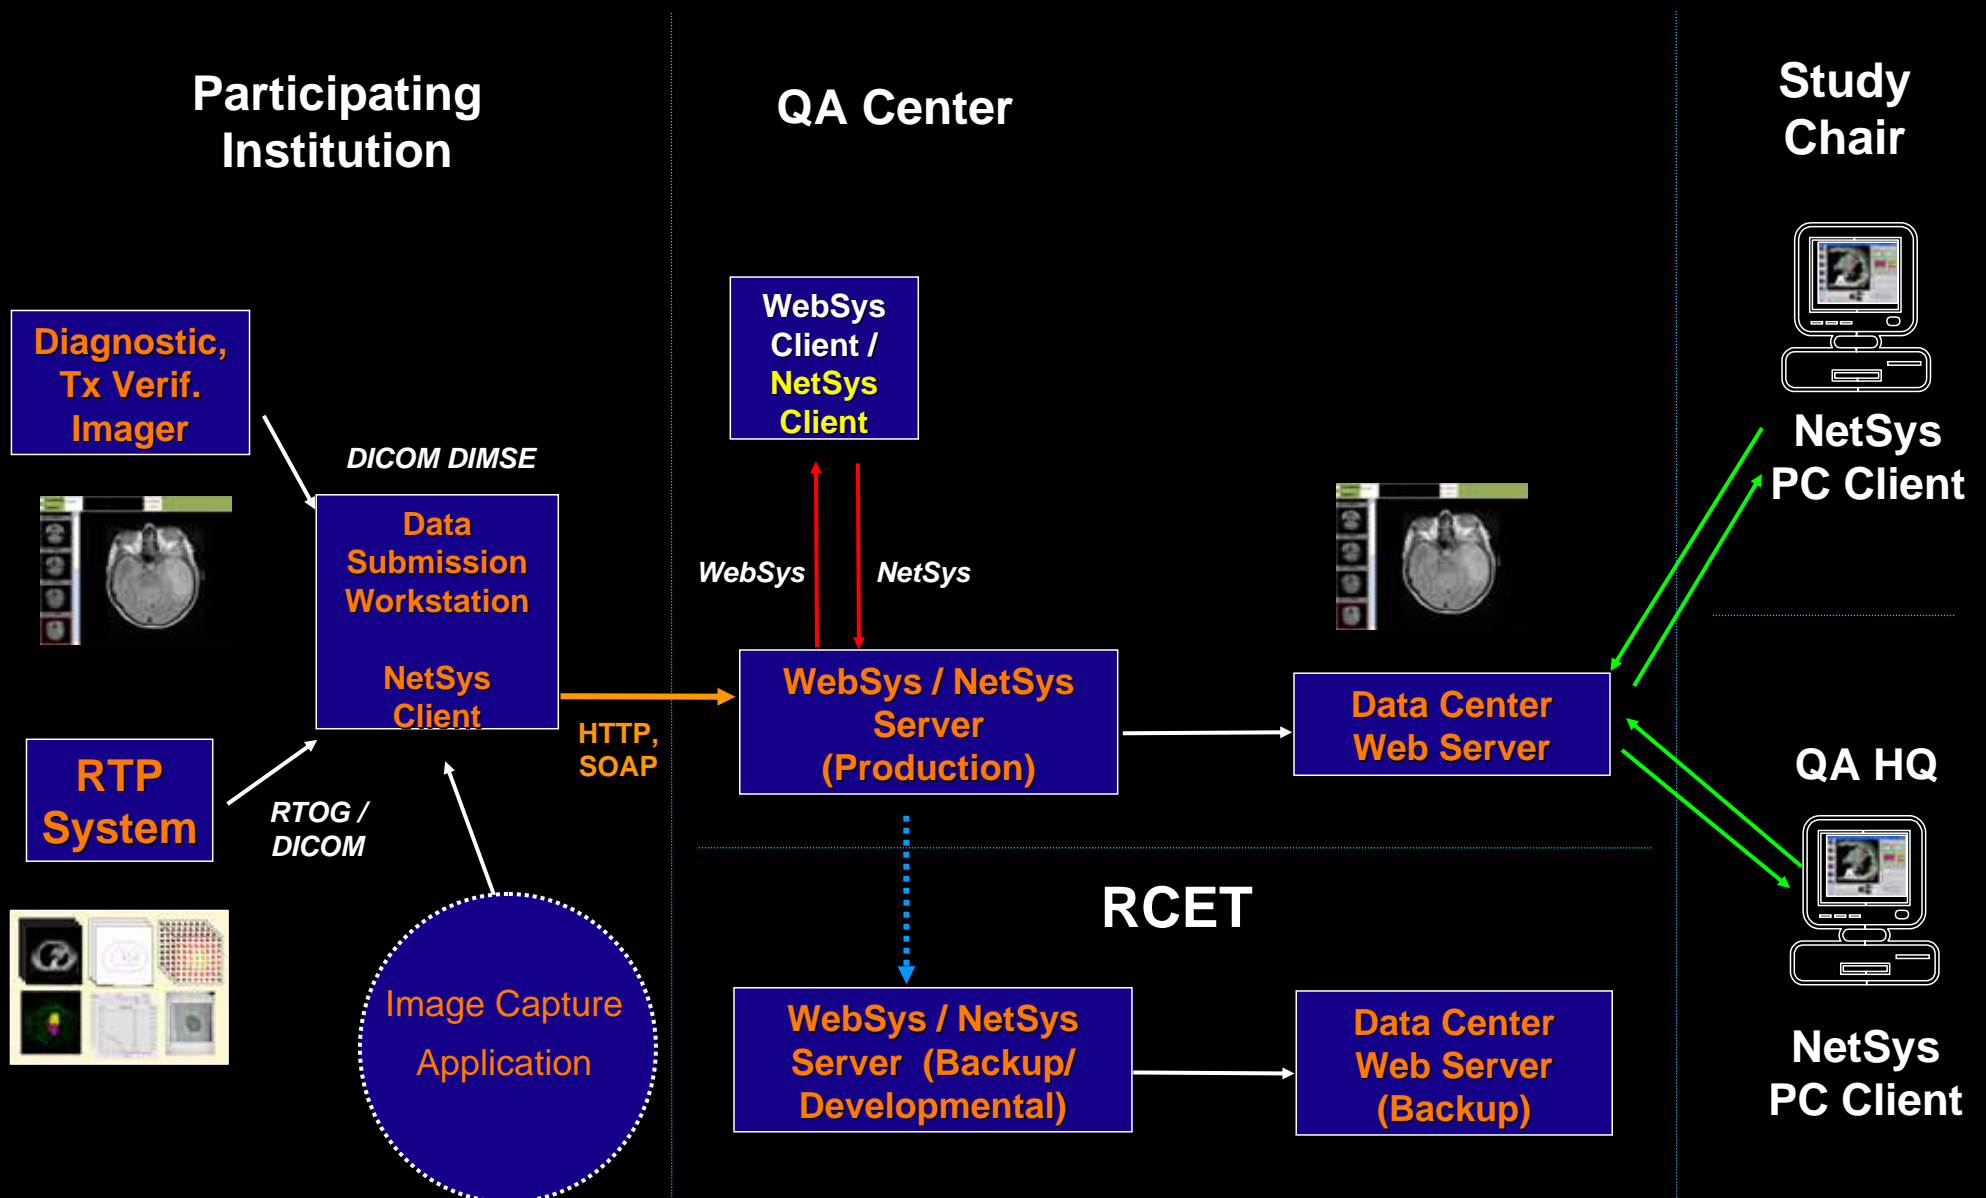 Participating
Institution
QA Center
Study
Chair
Diagnostic,
Tx Verif.
Imager
DICOM DIMSE
Data
Submission
Workstation
NetSys
Client
RTP
System
RTOG /
DICOM
Image Capture
Application
HTTP,
SOAP
WebSys
Client /
NetSys
Client
WebSys
NetSys
WebSys / NetSys
Server
(Production)
Data Center
Web Server
NetSys
PC Client
QA HQ
NetSys
PC Client
RCET
WebSys / NetSys
Server (Backup/
Developmental)
Data Center
Web Server
(Backup)